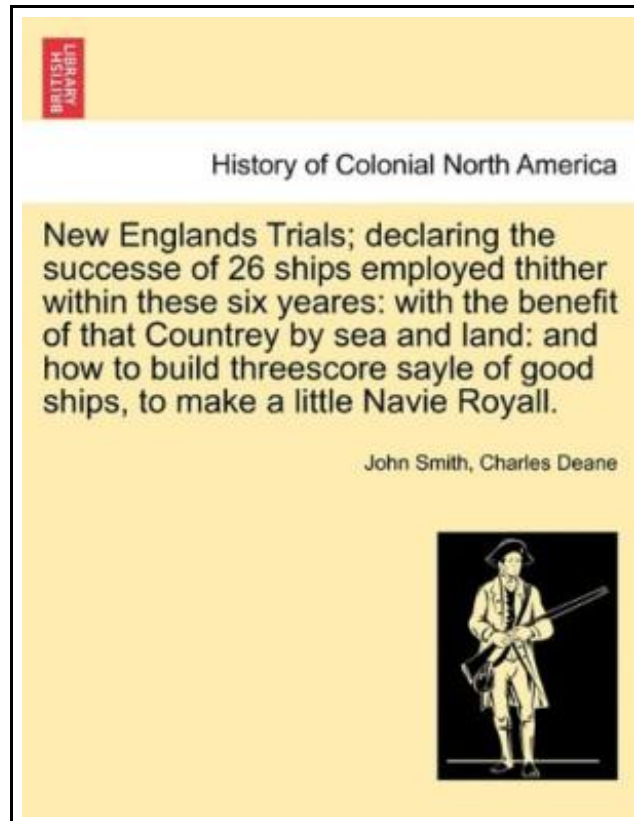 BRITISH
LIBRARY
History of Colonial North America
New Englands Trials; declaring the
successe of 26 ships employed thither
within these six yeares: with the benefit
of that Countrey by sea and land: and
how to build threescore sayle of good
ships, to make a little Navie Royall.
John Smith, Charles Deane